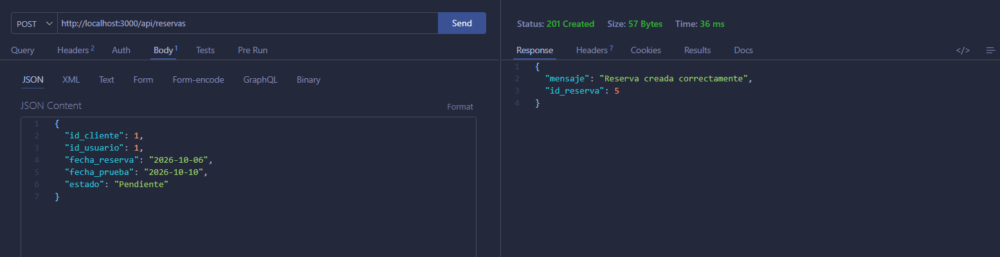 POST http://localhost:3000/api/reservas Send
Query Headers 2 Auth Body 1 Tests Pre Run
JSON XML Text Form Form-encode GraphQL Binary
JSON Content Format
1 {
2 "id_cliente": 1,
3 "id_usuario": 1,
4 "fecha_reserva": "2026-10-06",
5 "fecha_prueba": "2026-10-10",
6 "estado": "Pendiente"
7 }
Status: 201 Created Size: 57 Bytes Time: 36 ms
Response Headers 7 Cookies Results Docs </>
1 {
2 "mensaje": "Reserva creada correctamente",
3 "id_reserva": 5
4 }